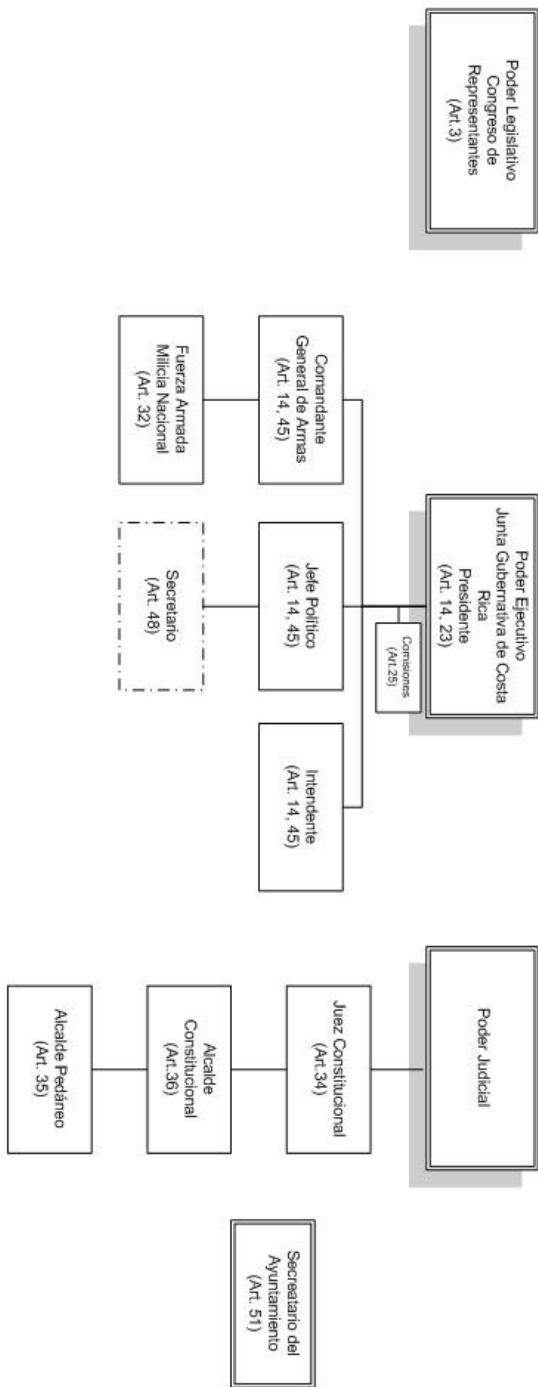 Poder Legislativo
Congreso de
Representantes
(Art.3)
Poder Ejecutivo
Junta Gubernativa de Costa
Rica
Presidente
(Art. 14, 23)
Comisiones
(Art.25)
Comandante
General de Armas
(Art. 14, 45)
Jefe Político
(Art. 14, 45)
Intendente
(Art. 14, 45)
Fuerza Armada
Milicia Nacional
(Art. 32)
Secretario
(Art. 48)
Poder Judicial
Juez Constitucional
(Art.34)
Alcalde
Constitucional
(Art.36)
Alcalde Pedáneo
(Art. 35)
Secreatario del
Ayuntamiento
(Art. 51)